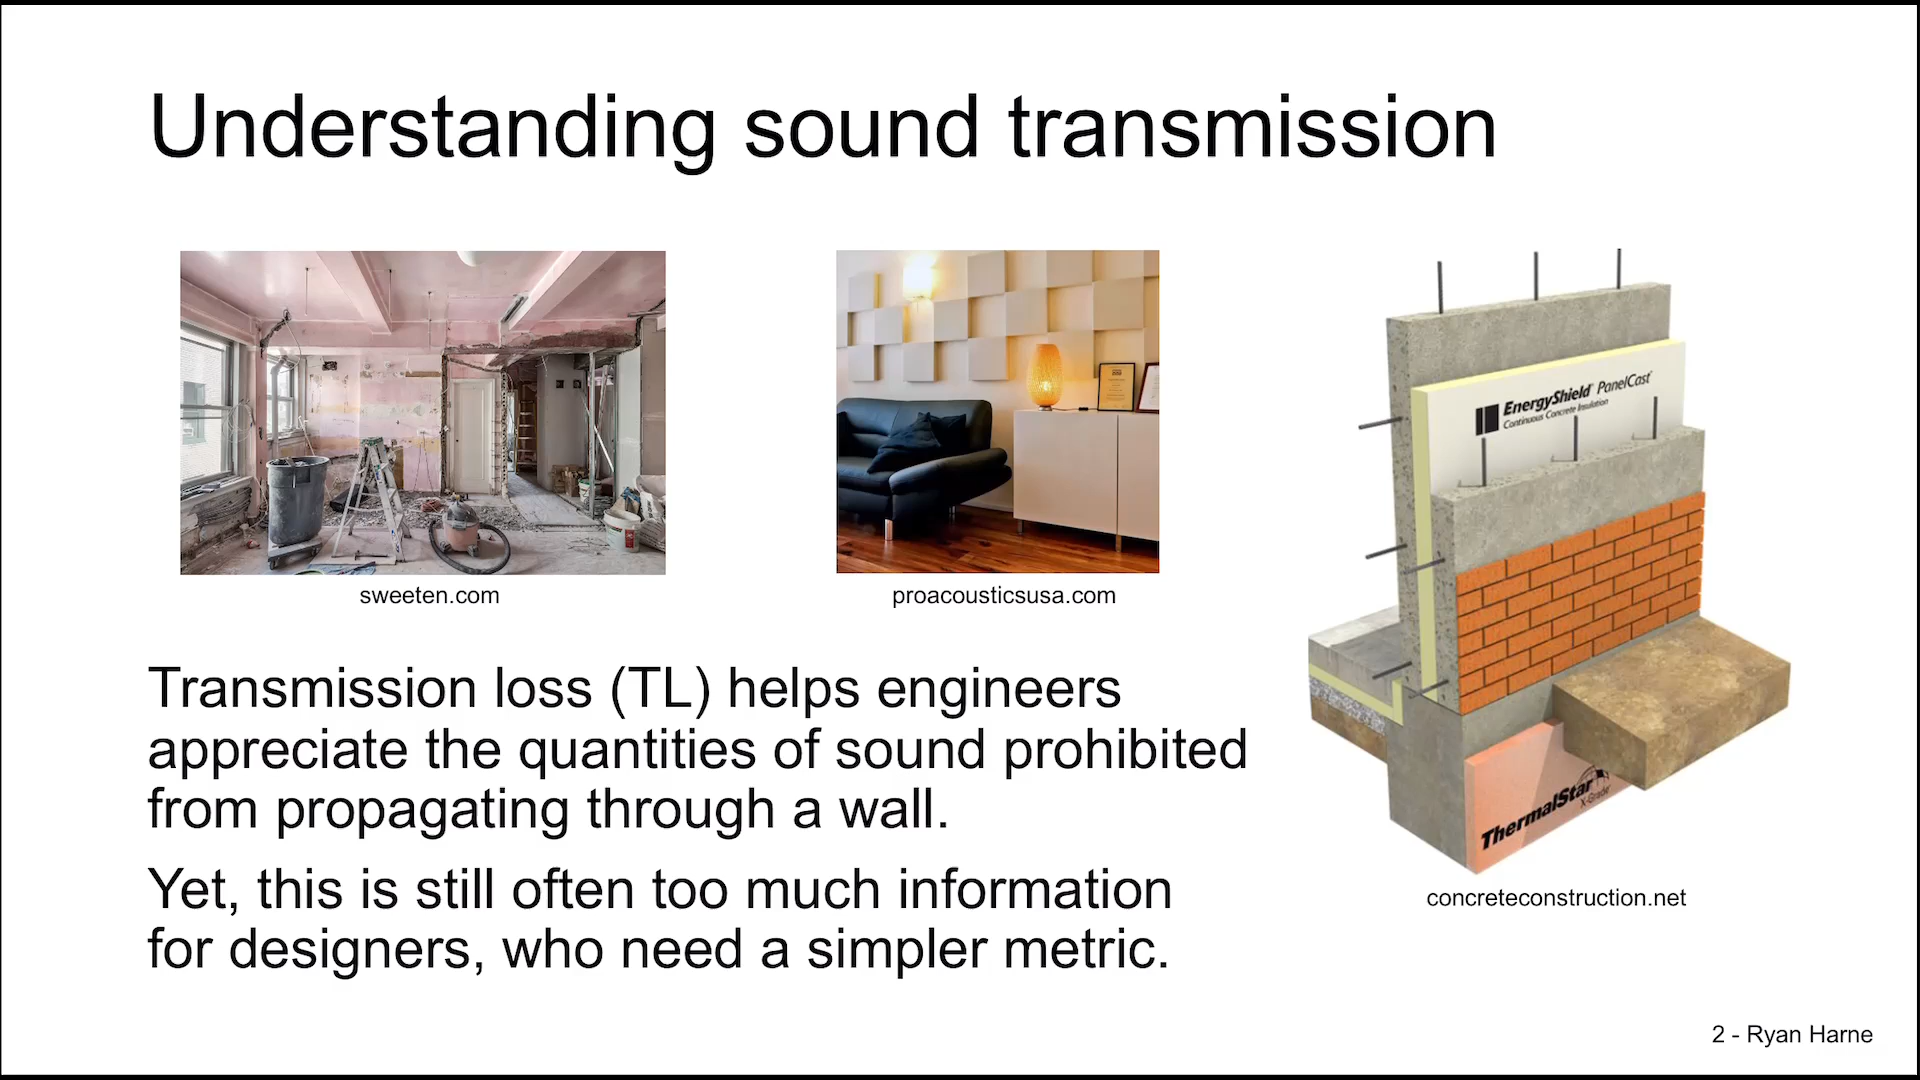 Understanding sound transmission
sweeten.com
proacousticsusa.com
EnergyShield PanelCast
Continuous Concrete Insulation
ThermalStar
X-Grade
concreteconstruction.net
Transmission loss (TL) helps engineers
appreciate the quantities of sound prohibited
from propagating through a wall.
Yet, this is still often too much information
for designers, who need a simpler metric.
2 - Ryan Harne